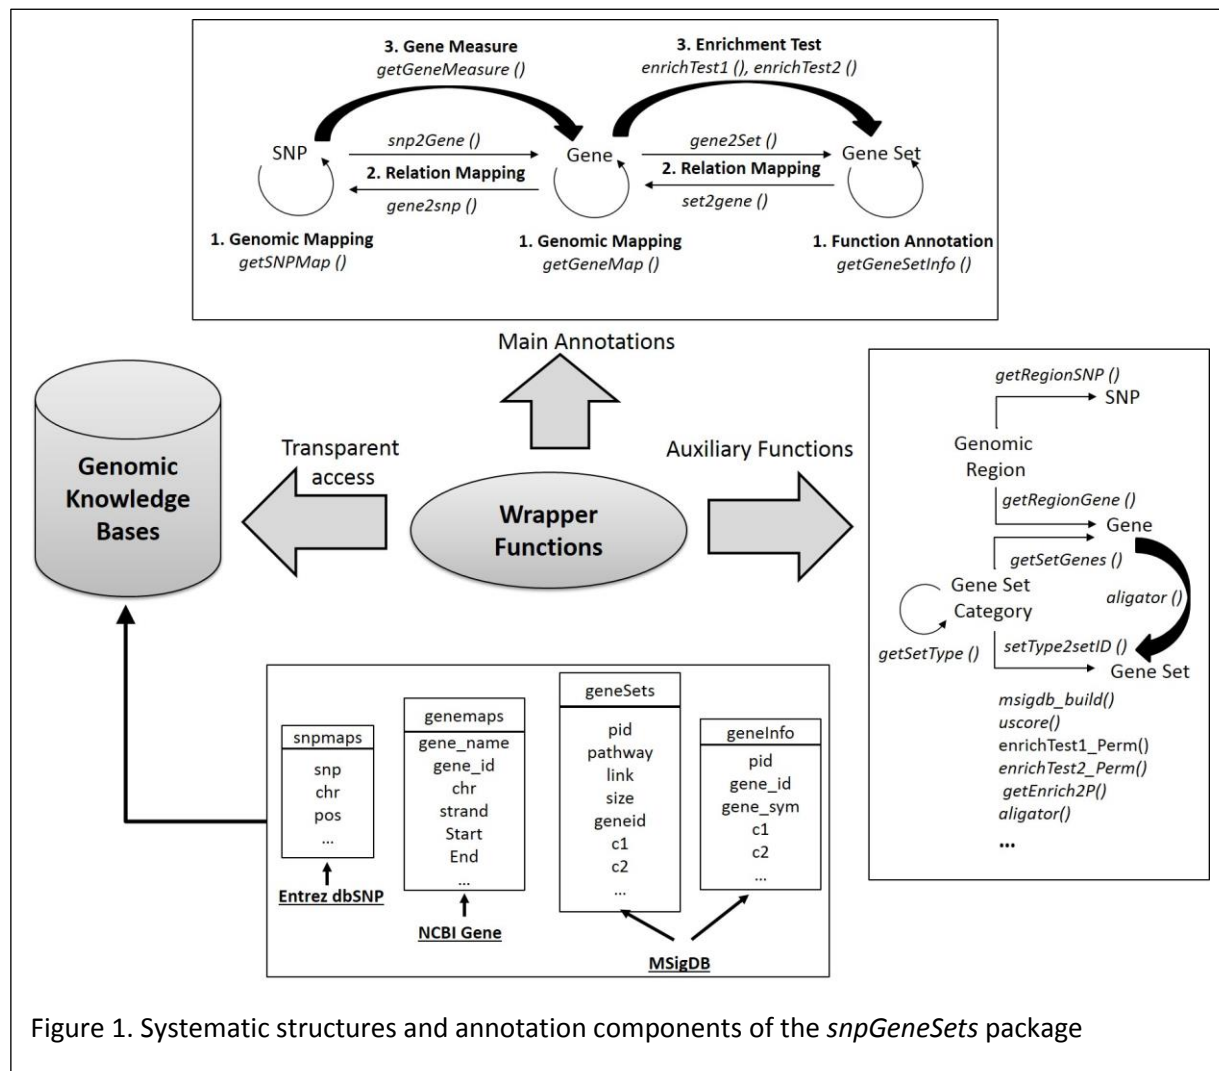 3. Gene Measure
getGeneMeasure ()
3. Enrichment Test
enrichTest1 (), enrichTest2 ()
SNP
snp2Gene ()
2. Relation Mapping
gene2snp ()
Gene
gene2Set ()
2. Relation Mapping
set2gene ()
Gene Set
1. Genomic Mapping
getSNPMap ()
1. Genomic Mapping
getGeneMap ()
1. Function Annotation
getGeneSetInfo ()
Main Annotations
Genomic
Knowledge
Bases
Transparent
access
Wrapper
Functions
Auxiliary Functions
getRegionSNP ()
SNP
Genomic
Region
getRegionGene ()
Gene
getSetGenes ()
Gene Set
Category
aligator ()
getSetType ()
setType2setID ()
Gene Set
msigdb_build()
uscore()
enrichTest1_Perm()
enrichTest2_Perm()
getEnrich2P()
aligator()
...
snpmaps
snp
chr
pos
...
Entrez dbSNP
genemaps
gene_name
gene_id
chr
strand
Start
End
...
NCBI Gene
geneSets
pid
pathway
link
size
geneid
c1
c2
...
geneInfo
pid
gene_id
gene_sym
c1
c2
...
MSigDB
Figure 1. Systematic structures and annotation components of the snpGeneSets package